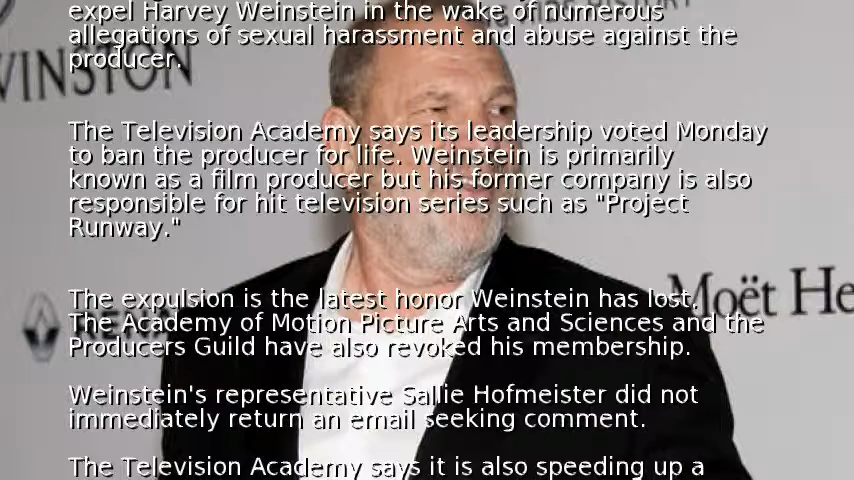 expel Harvey Weinstein in the wake of numerous
allegations of sexual harassment and abuse against the
producer.
WINSTON
The Television Academy says its leadership voted Monday
to ban the producer for life. Weinstein is primarily
known as a film producer but his former company is also
responsible for hit television series such as "Project
Runway."
The expulsion is the latest honor Weinstein has lost.
The Academy of Motion Picture Arts and Sciences and the
Producers Guild have also revoked his membership.
Moët He
Weinstein's representative Sallie Hofmeister did not
immediately return an email seeking comment.
The Television Academy says it is also speeding up a